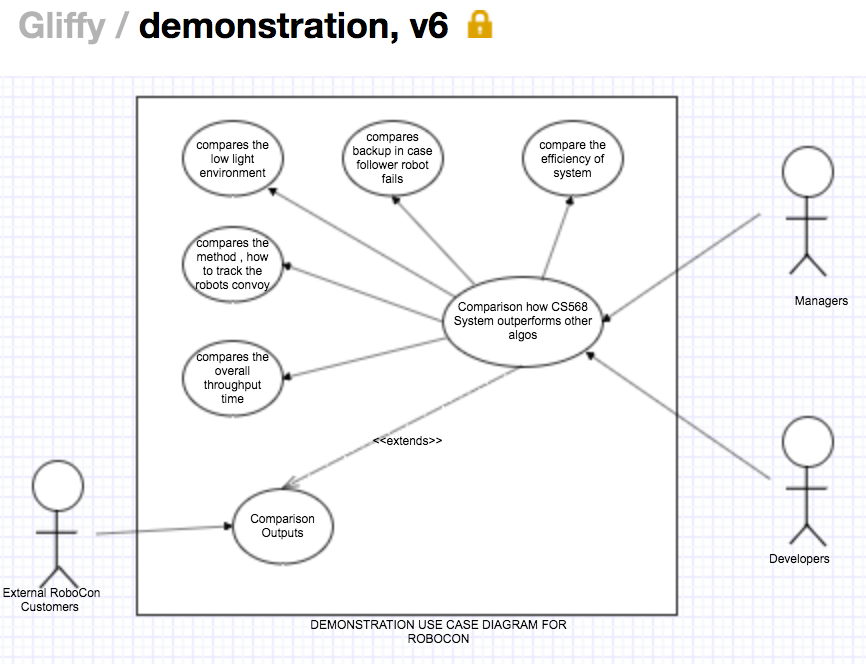 Gliffy / demonstration, v6
compares the
low light
environment
compares
backup in case
follower robot
fails
compare the
efficiency of
system
compares the
method , how
to track the
robots convoy
Comparison how CS568
System outperforms other
algos
Managers
compares the
overall
throughput
time
<<extends>>
Comparison
Outputs
Developers
External RoboCon
Customers
DEMONSTRATION USE CASE DIAGRAM FOR
ROBOCON